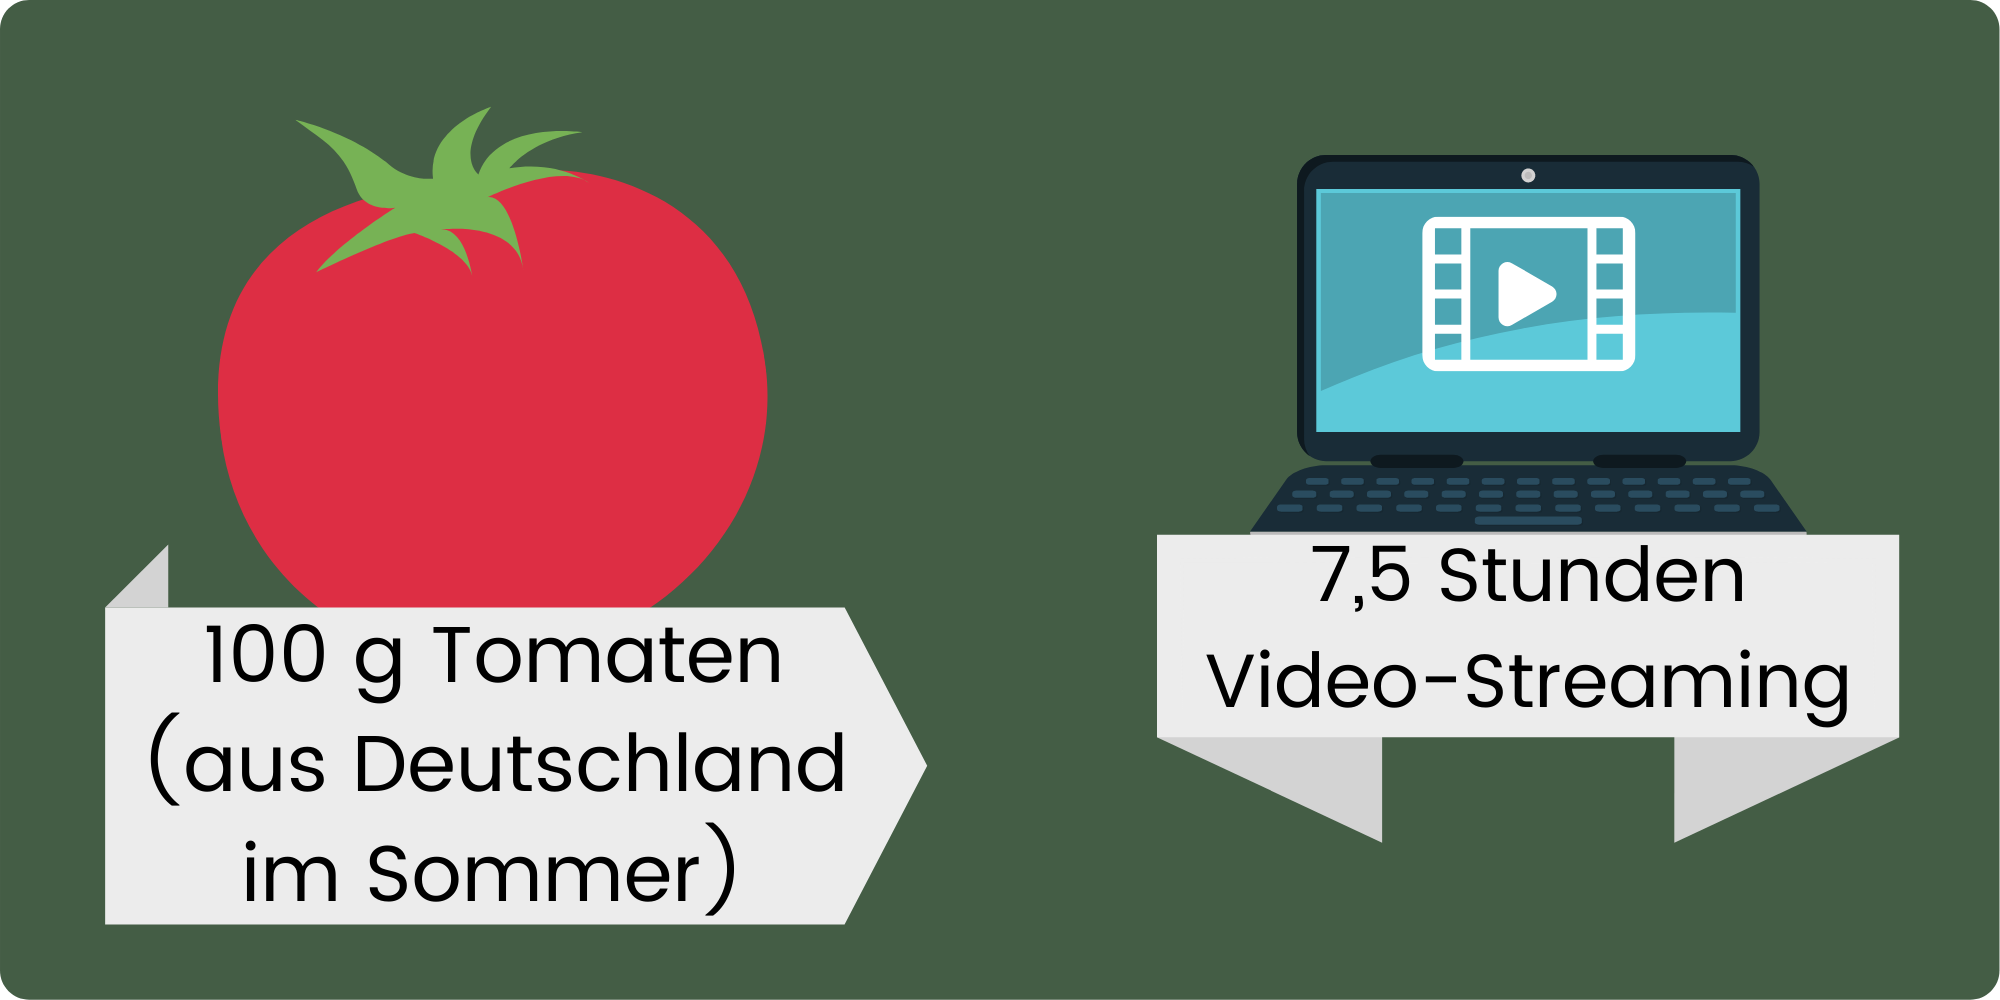 100 g Tomaten
(aus Deutschland
im Sommer)
7,5 Stunden
Video-Streaming